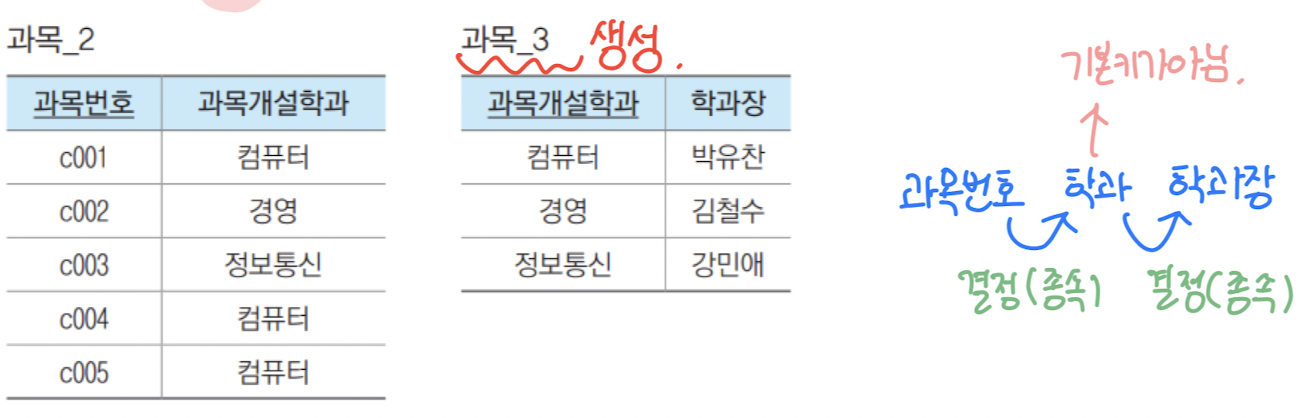 과목_2
과목번호 과목개설학과
c001 컴퓨터
c002 경영
c003 정보통신
c004 컴퓨터
c005 컴퓨터
과목_3 생성.
과목개설학과 학과장
컴퓨터 박유찬
경영 김철수
정보통신 강민애
기본키가아님.
과목번호 학과 학과장
결정(종속) 결정(종속)